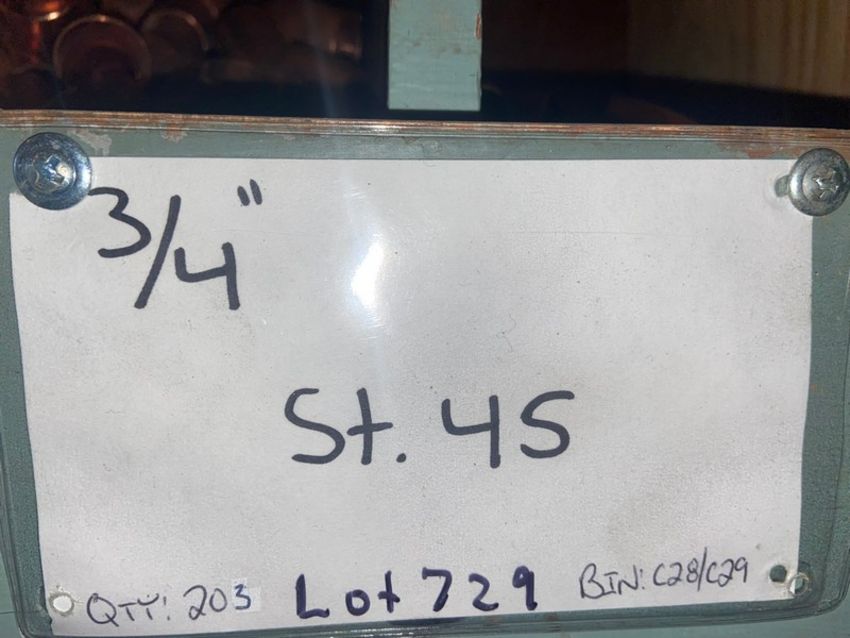 3/4"
St. 45
QTY: 203 Lot 729 BIN: C28/C29